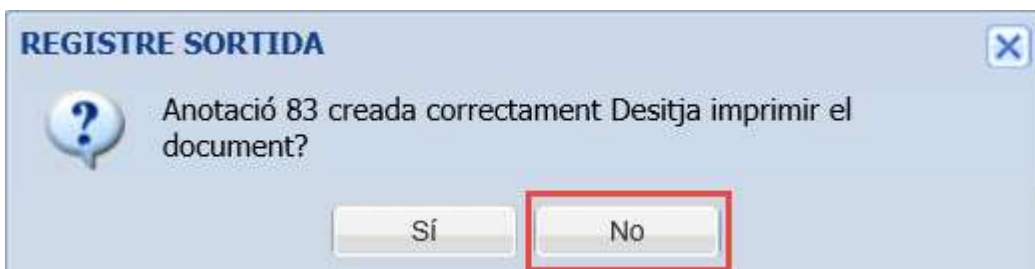 REGISTRE SORTIDA
Anotació 83 creada correctament Desitja imprimir el
document?
Sí
No